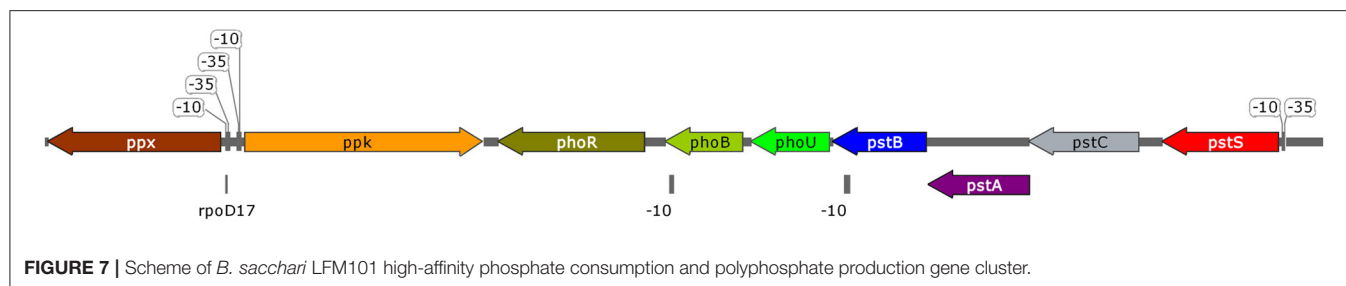 -10
-35
-35
-10
-10 -35
ppx ppk phoR phoB phoU pstB pstC pstS
pstA
rpoD17 -10 -10
FIGURE 7 | Scheme of B. sacchari LFM101 high-affinity phosphate consumption and polyphosphate production gene cluster.